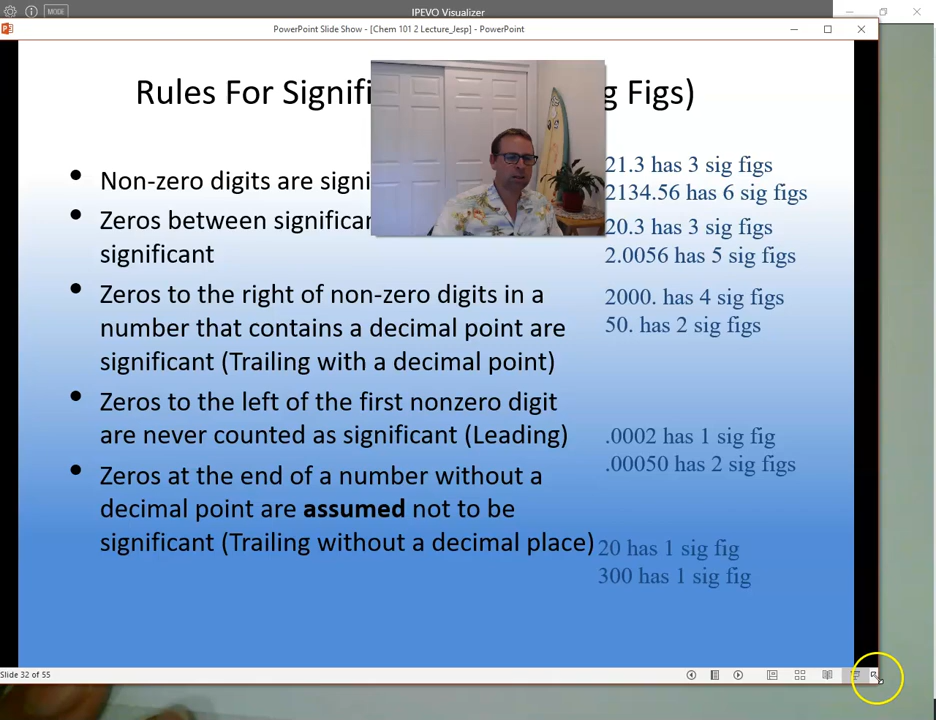 IPEVO Visualizer
MODE
PowerPoint Slide Show - [Chem 101 2 Lecture_Jesp] - PowerPoint
Rules For Signifi g Figs)
Non-zero digits are signi
Zeros between significan
significant
Zeros to the right of non-zero digits in a
number that contains a decimal point are
significant (Trailing with a decimal point)
Zeros to the left of the first nonzero digit
are never counted as significant (Leading)
Zeros at the end of a number without a
decimal point are assumed not to be
significant (Trailing without a decimal place)
21.3 has 3 sig figs
2134.56 has 6 sig figs
20.3 has 3 sig figs
2.0056 has 5 sig figs
2000. has 4 sig figs
50. has 2 sig figs
.0002 has 1 sig fig
.00050 has 2 sig figs
20 has 1 sig fig
300 has 1 sig fig
Slide 32 of 55